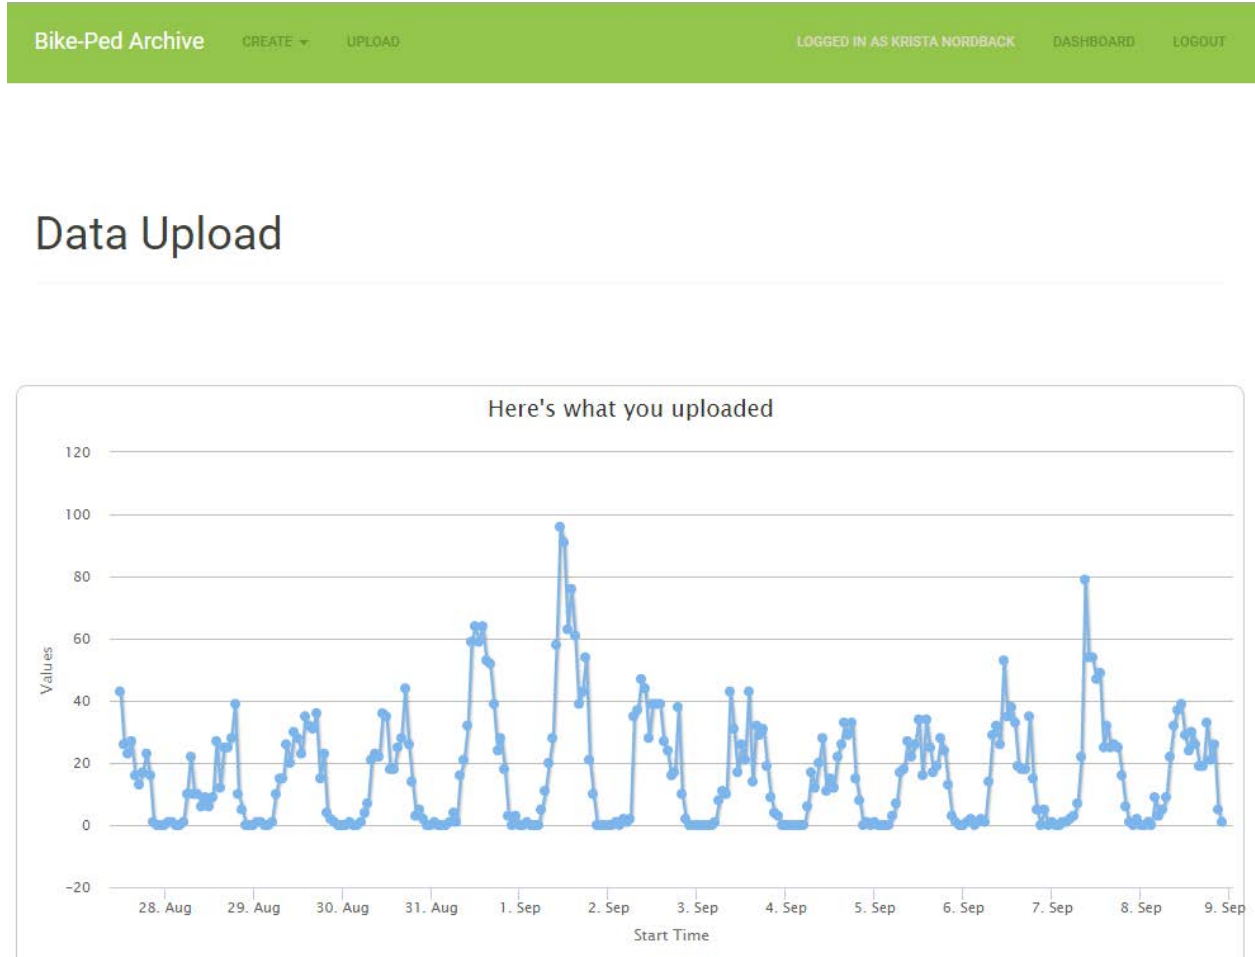 Bike-Ped Archive CREATE UPLOAD LOGGED IN AS KRISTA NORDBACK DASHBOARD LOGOUT
Data Upload
Here's what you uploaded
120
100
80
60
40
20
0
-20
Values
28. Aug 29. Aug 30. Aug 31. Aug 1. Sep 2. Sep 3. Sep 4. Sep 5. Sep 6. Sep 7. Sep 8. Sep 9. Sep
Start Time